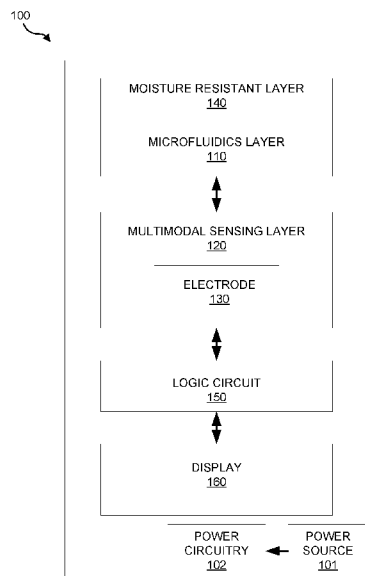 100
MOISTURE RESISTANT LAYER
140
MICROFLUIDICS LAYER
110
MULTIMODAL SENSING LAYER
120
ELECTRODE
130
LOGIC CIRCUIT
150
DISPLAY
160
POWER
CIRCUITRY
102
POWER
SOURCE
101